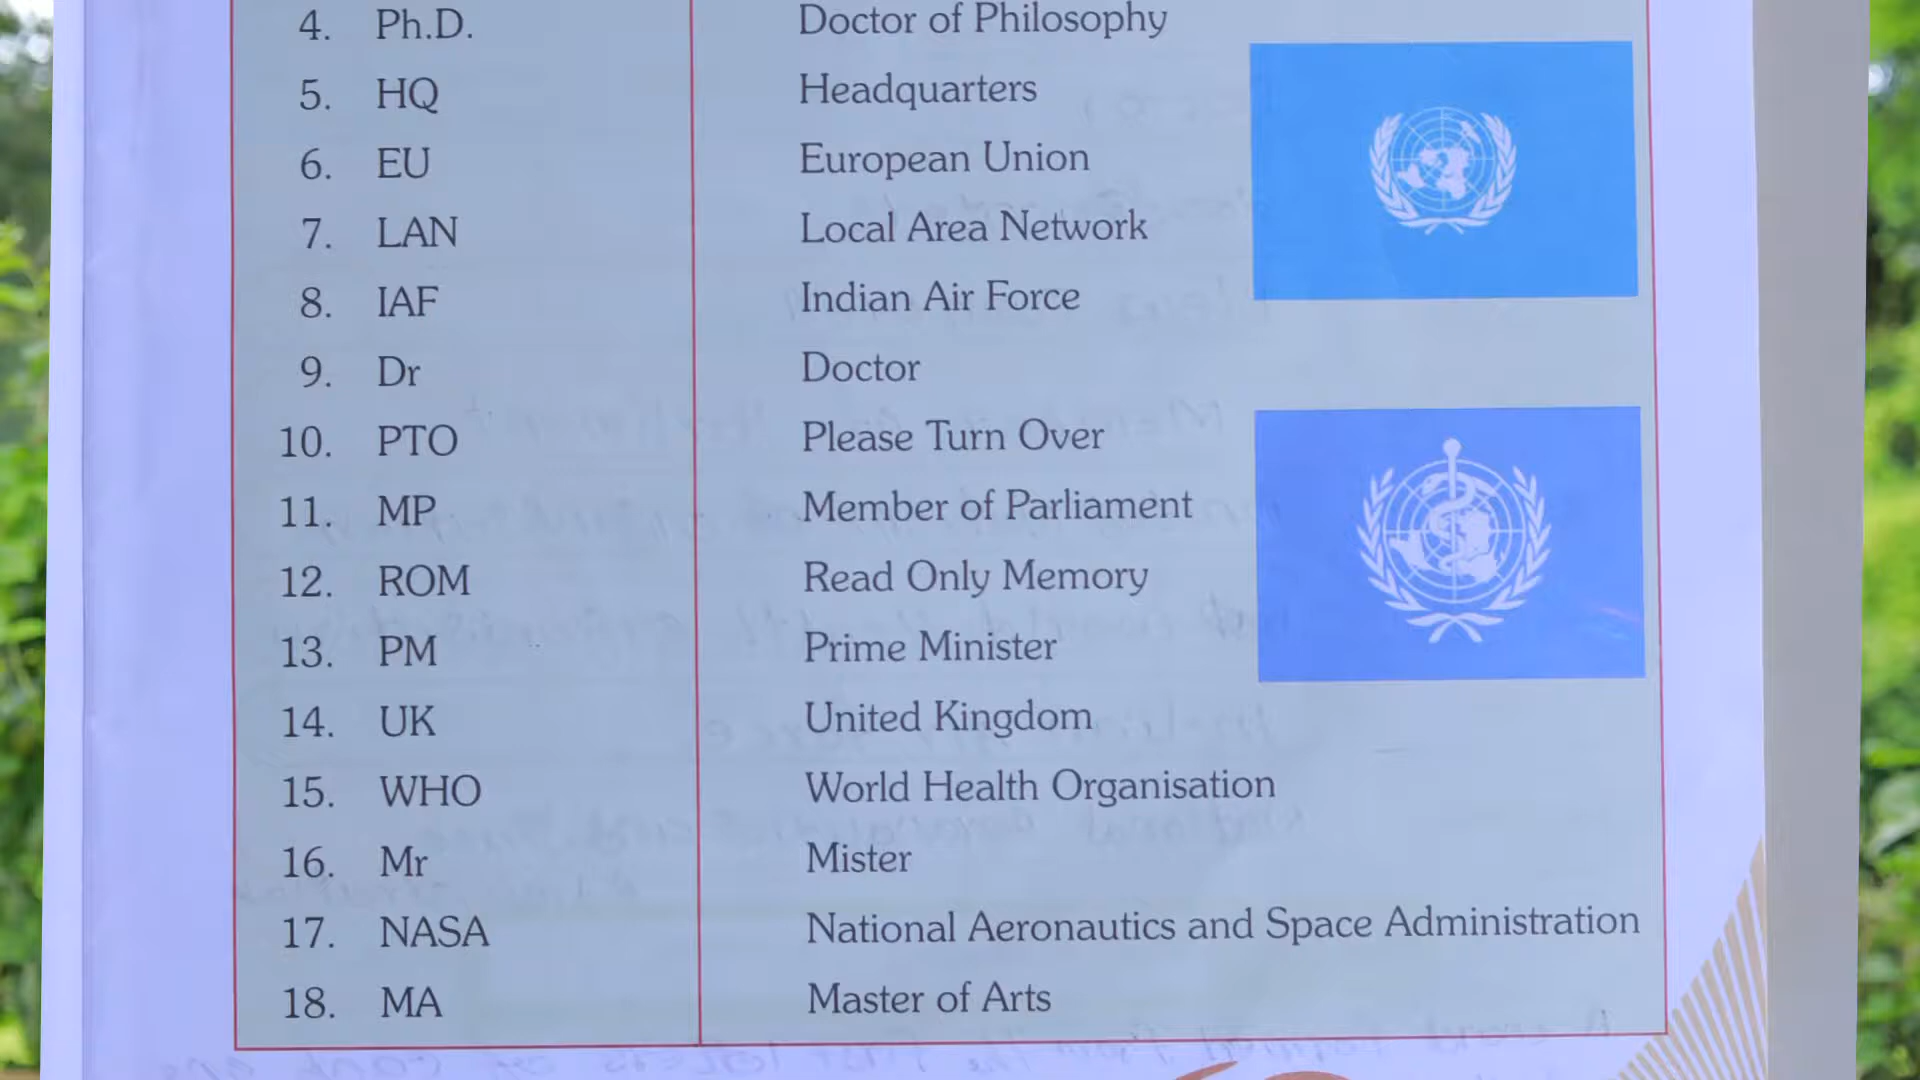 4. Ph.D. Doctor of Philosophy
5. HQ Headquarters
6. EU European Union
7. LAN Local Area Network
8. IAF Indian Air Force
9. Dr Doctor
10. PTO Please Turn Over
11. MP Member of Parliament
12. ROM Read Only Memory
13. PM Prime Minister
14. UK United Kingdom
15. WHO World Health Organisation
16. Mr Mister
17. NASA National Aeronautics and Space Administration
18. MA Master of Arts